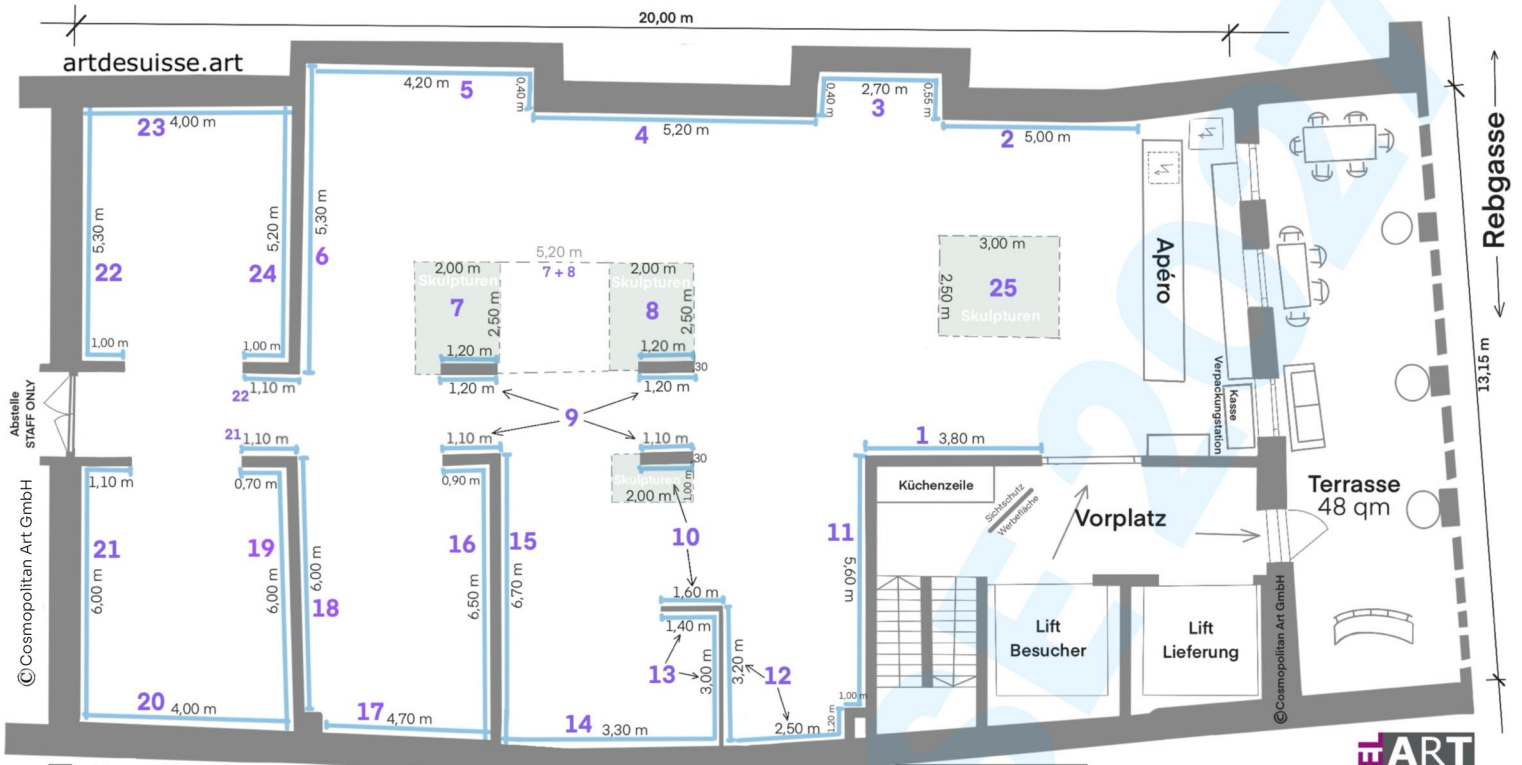 20,00 m
artdesuisse.art
4,20 m
5
0,40 m
0,40 m
2,70 m
3
0,55 m
23
4,00 m
4
5,20 m
2
5,00 m
Rebgasse
5,30 m
5,20 m
5,30 m
6
22
24
5,20 m
7 + 8
2,00 m
Skulpturen
7
2,50 m
1,20 m
1,20 m
2,00 m
Skulpturen
8
2,50 m
1,20 m
,30
1,20 m
3,00 m
2,50 m
25
Skulpturen
Apéro
13,15 m
1,00 m
1,00 m
1,10 m
22
Abstelle
STAFF ONLY
Verpackungstation
Kasse
9
21
1,10 m
1,10 m
1,10 m
,30
1
3,80 m
1,10 m
0,70 m
0,90 m
Skulpturen
2,00 m
1,00 m
Küchenzeile
Sichtschutz
Werbefläche
Vorplatz
Terrasse
48 qm
©Cosmopolitan Art GmbH
21
6,00 m
19
6,00 m
6,00 m
18
16
6,50 m
15
6,70 m
10
11
5,60 m
1,60 m
1,40 m
13
3,00 m
3,20 m
12
Lift
Besucher
Lift
Lieferung
©Cosmopolitan Art GmbH
20
4,00 m
17
4,70 m
14
3,30 m
2,50 m
1,20 m
1,00 m
EL ART
SE2027